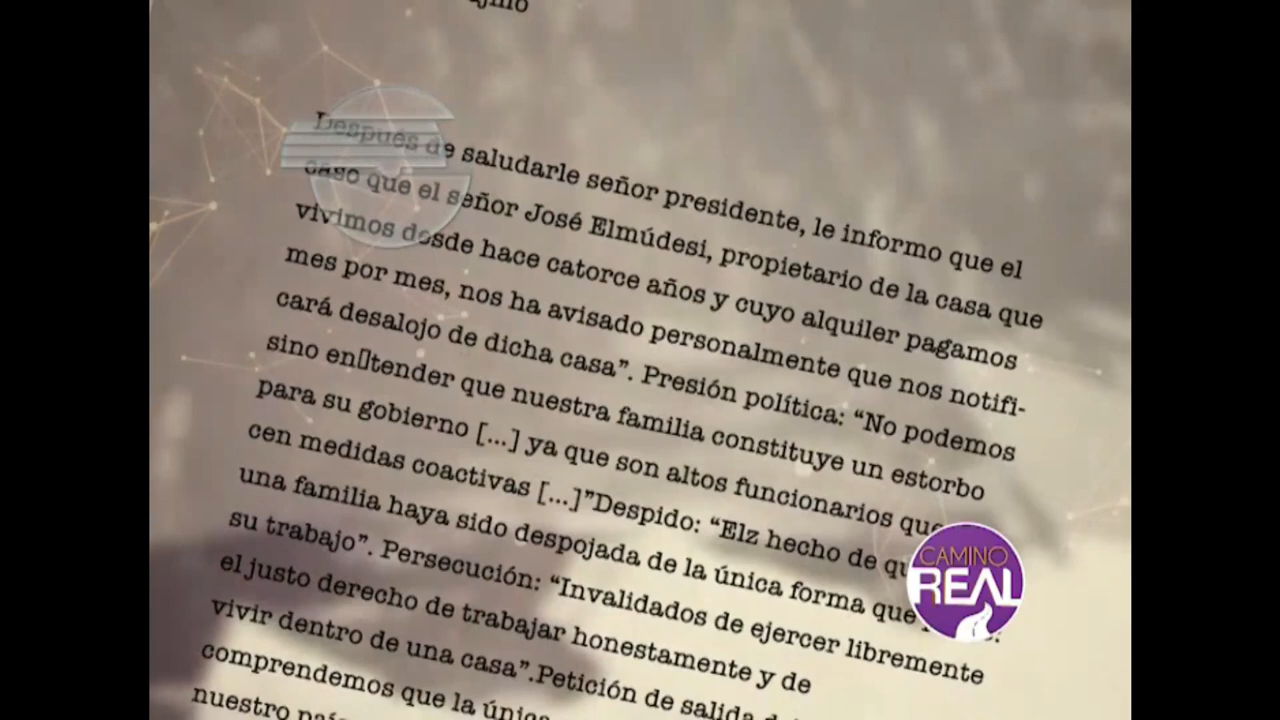 Después de saludarle señor presidente, le informo que el
caso que el señor José Elmúdesi, propietario de la casa que
vivimos desde hace catorce años y cuyo alquiler pagamos
mes por mes, nos ha avisado personalmente que nos notifi-
cará desalojo de dicha casa”. Presión política: “No podemos
sino en▯tender que nuestra familia constituye un estorbo
para su gobierno [...] ya que son altos funcionarios que
cen medidas coactivas [...]”Despido: “Elz hecho de
una familia haya sido despojada de la única forma que
su trabajo”. Persecución: “Invalidados de ejercer libremente
el justo derecho de trabajar honestamente y de
vivir dentro de una casa”.Petición de salida
comprendemos que la única
nuestro
CAMINO
REAL